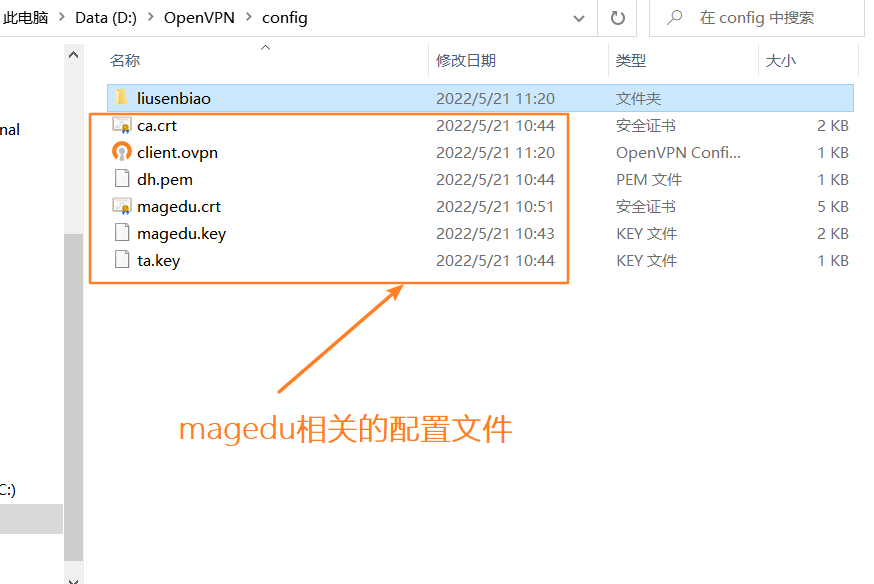 此电脑 > Data (D:) > OpenVPN > config
在 config 中搜索
名称 修改日期 类型 大小
liusenbiao 2022/5/21 11:20 文件夹
ca.crt 2022/5/21 10:44 安全证书 2 KB
nal
client.ovpn 2022/5/21 11:20 OpenVPN Confi... 1 KB
dh.pem 2022/5/21 10:44 PEM 文件 1 KB
magedu.crt 2022/5/21 10:51 安全证书 5 KB
magedu.key 2022/5/21 10:43 KEY 文件 2 KB
ta.key 2022/5/21 10:44 KEY 文件 1 KB
magedu相关的配置文件
C:)